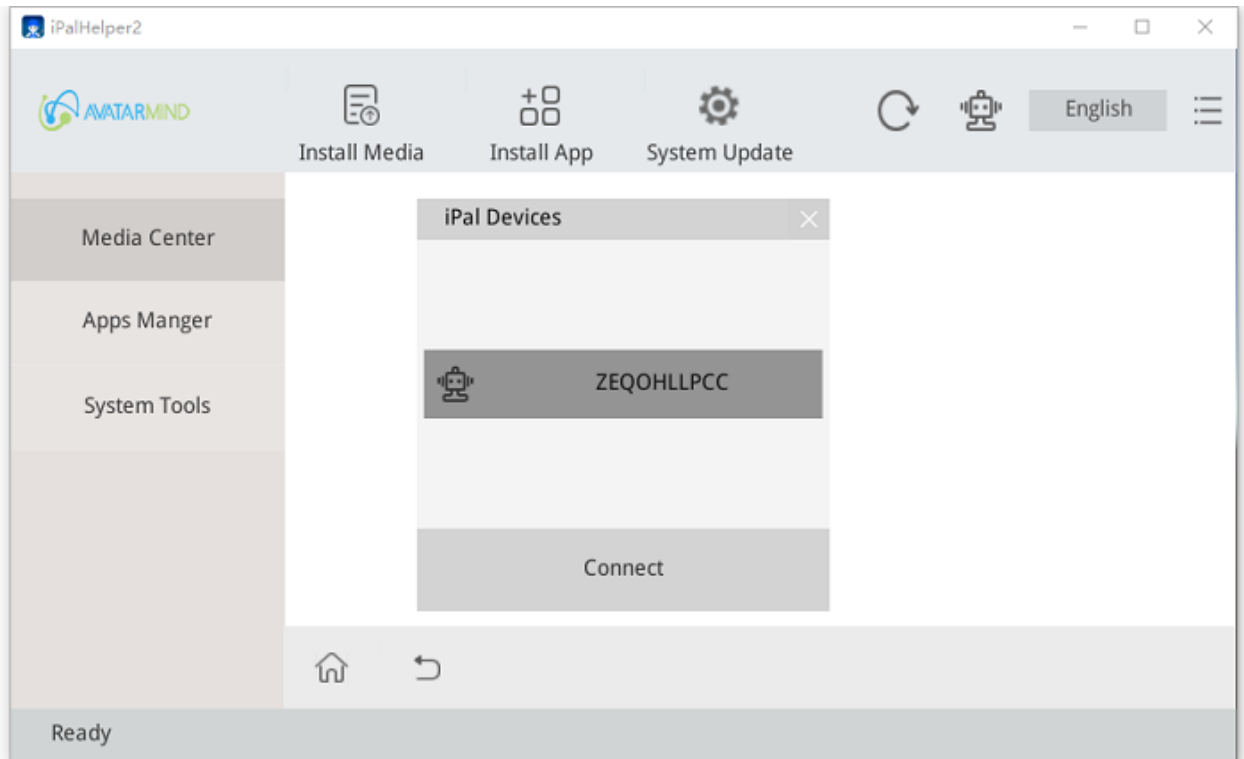 iPalHelper2
AVATARMIND
Install Media
Install App
System Update
English
Media Center
Apps Manger
System Tools
iPal Devices
ZEQOHLLPCC
Connect
Ready